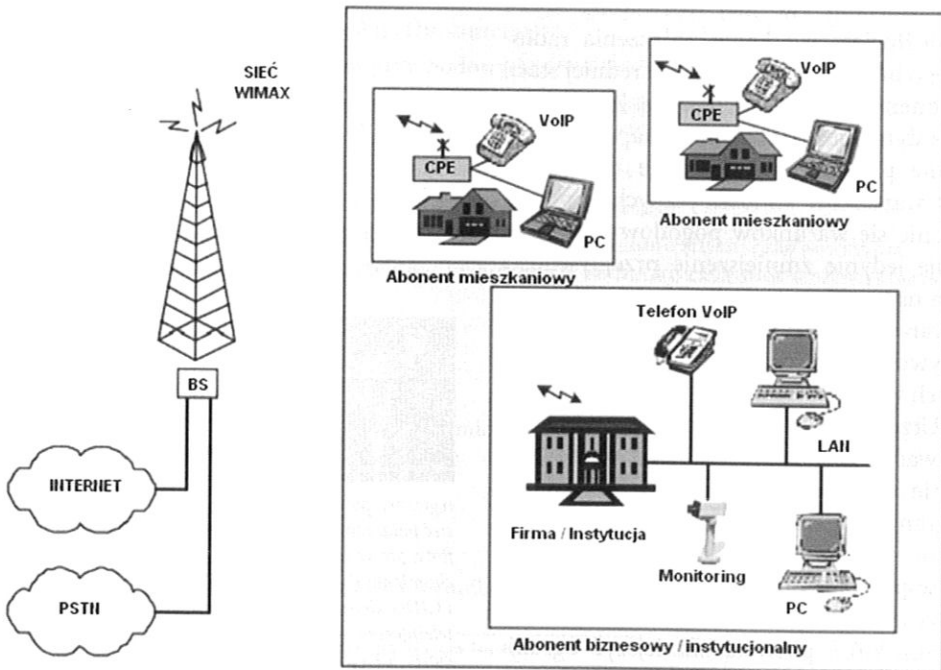 SIEĆ
WIMAX
BS
INTERNET
PSTN
VoIP
CPE
PC
Abonent mieszkaniowy
VoIP
CPE
PC
Abonent mieszkaniowy
Telefon VoIP
LAN
Firma / Instytucja
Monitoring
PC
Abonent biznesowy / instytucjonalny